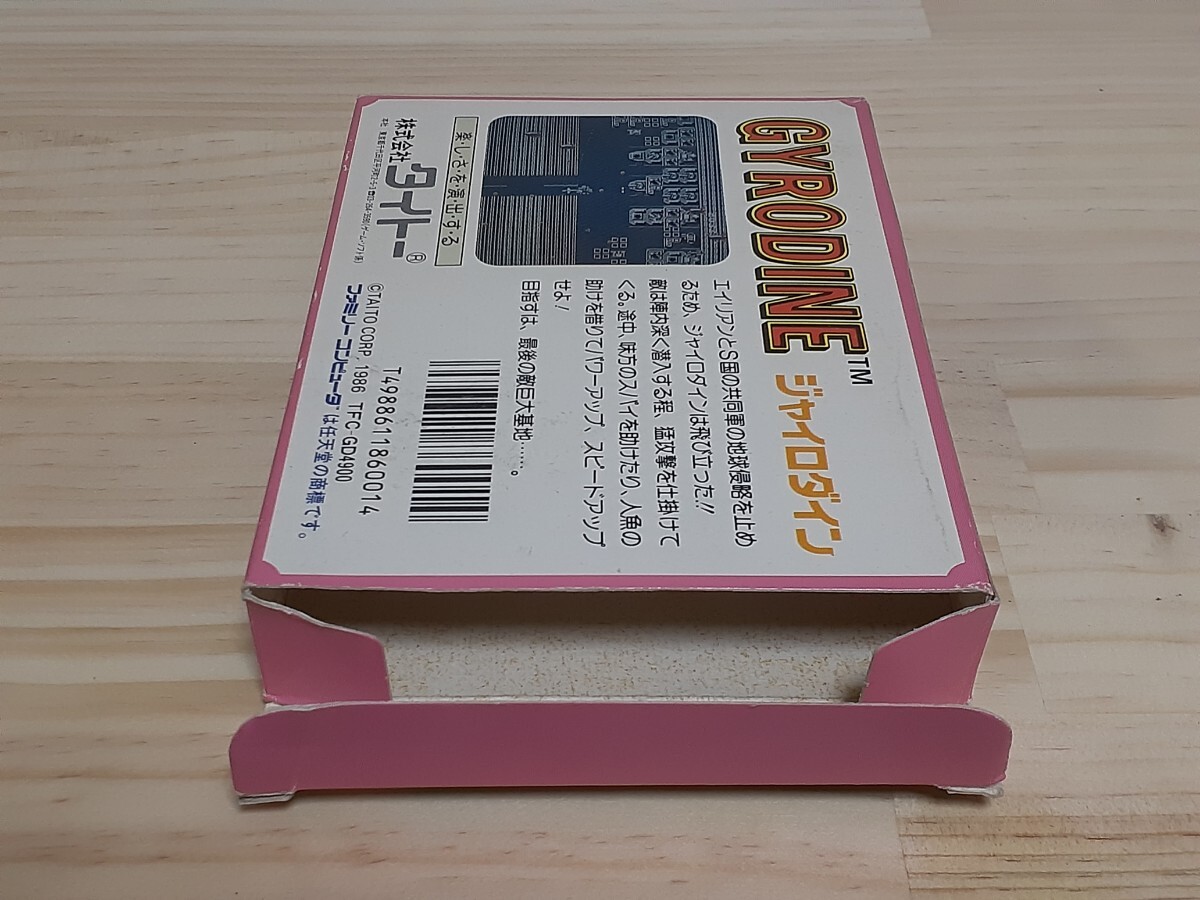 GYRODINE™
ジャイロダイン
エイリアンとS国の共同軍の地球侵略を止め
るため、ジャイロダインは飛び立った!!
敵は陣内深く潜入する程、猛攻撃を仕掛けて
くる。途中、味方のスパイを助けたり、人魚の
助けを借りてパワーアップ、スピードアップ
せよ!
目指すは、最後の敵巨大基地……。
楽・し・さ・を・演・出・す・る
株式会社 タイトー®
T4988611860014
©TAITO CORP. 1986 TFC-GD4900
ファミリーコンピュータは任天堂の商標です。